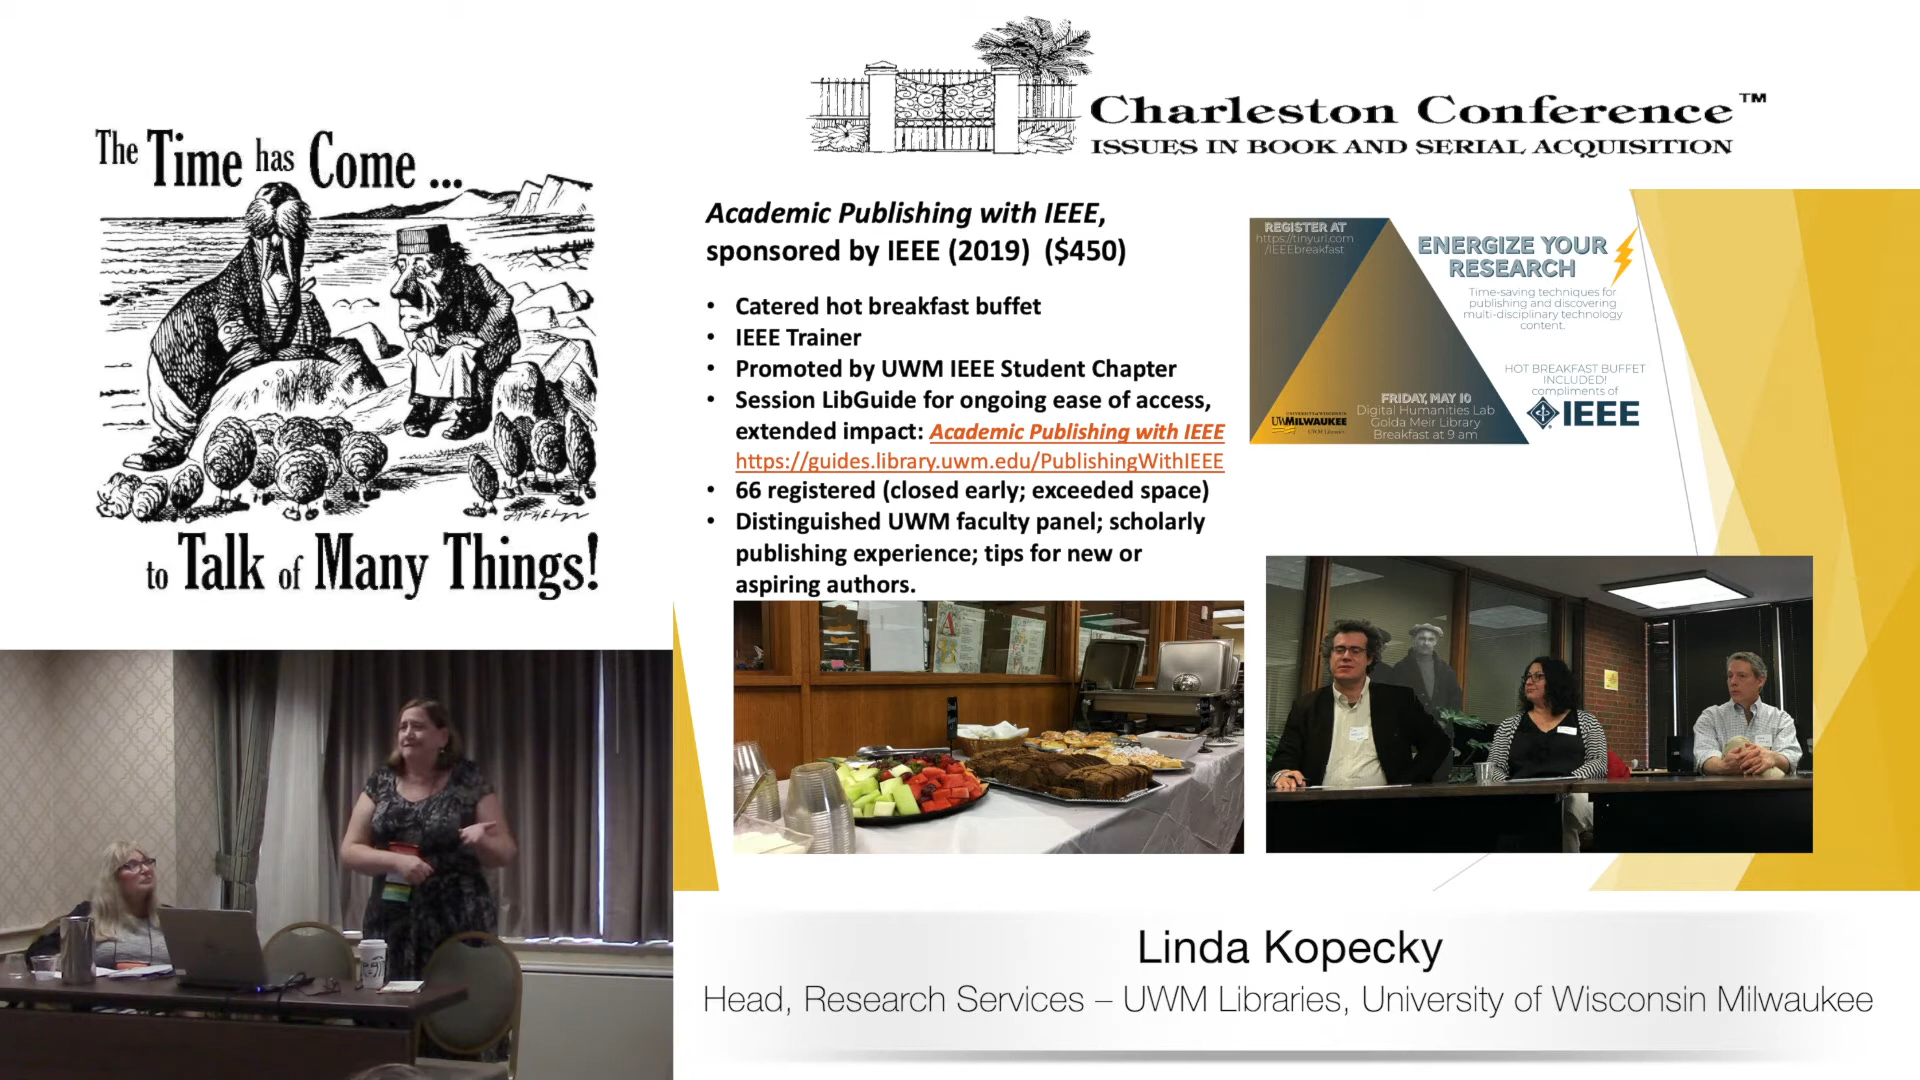 The Time has Come ...
to Talk of Many Things!
Charleston Conference™
ISSUES IN BOOK AND SERIAL ACQUISITION
Academic Publishing with IEEE,
sponsored by IEEE (2019) ($450)
• Catered hot breakfast buffet
• IEEE Trainer
• Promoted by UWM IEEE Student Chapter
• Session LibGuide for ongoing ease of access,
extended impact: Academic Publishing with IEEE
https://guides.library.uwm.edu/PublishingWithIEEE
• 66 registered (closed early; exceeded space)
• Distinguished UWM faculty panel; scholarly
publishing experience; tips for new or
aspiring authors.
REGISTER AT
https://tinyurl.com
/IEEEbreakfast
ENERGIZE YOUR
RESEARCH
Time-saving techniques for
publishing and discovering
multi-disciplinary technology
content.
HOT BREAKFAST BUFFET
INCLUDED!
compliments of
IEEE
FRIDAY, MAY 10
Digital Humanities Lab
Golda Meir Library
Breakfast at 9 am
UWMILWAUKEE
Linda Kopecky
Head, Research Services – UWM Libraries, University of Wisconsin Milwaukee